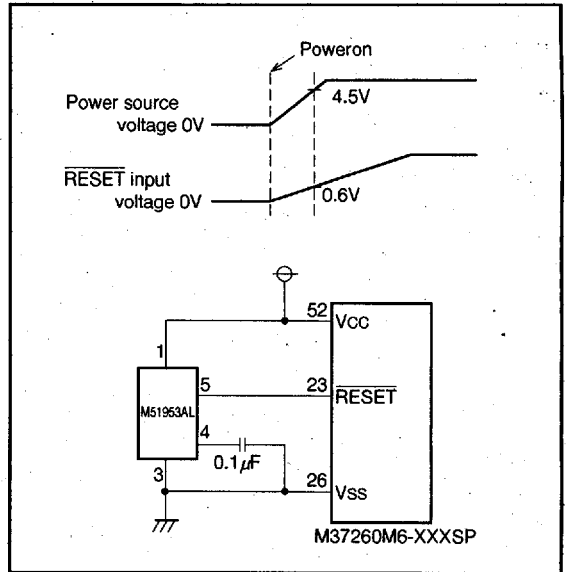 Poweron
4.5V
Power source
voltage 0V
RESET input
voltage 0V
0.6V
52
Vcc
1
5
23
RESET
M51953AL
4
0.1μF
3
26
Vss
M37260M6-XXXSP